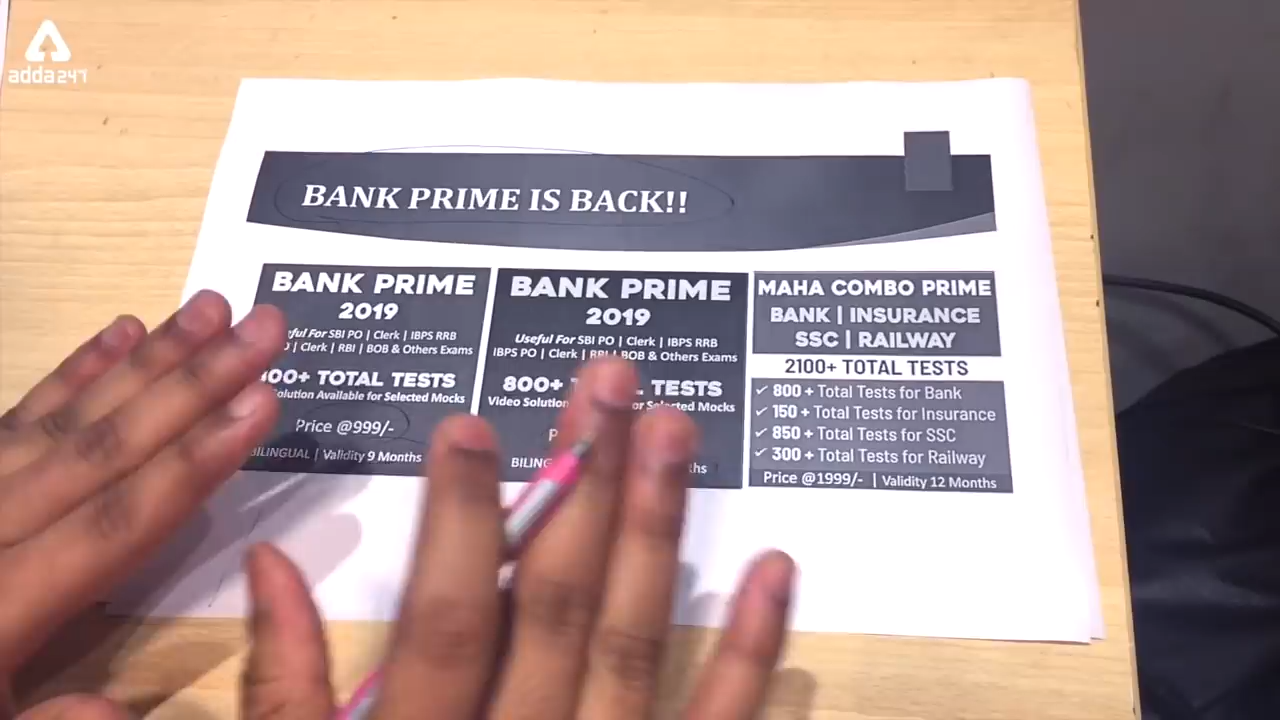 adda247
BANK PRIME IS BACK!!
BANK PRIME
2019
For SBI PO | Clerk | IBPS RRB
| Clerk | RBI | BOB & Others Exams
TOTAL TESTS
Available for Selected Mocks
Price @999/-
BILINGUAL | Validity 9 Months
BANK PRIME
2019
Useful For SBI PO | Clerk | IBPS RRB
IBPS PO | Clerk | RBI | BOB & Others Exams
800+ TESTS
Video Selected Mocks
MAHA COMBO PRIME
BANK | INSURANCE
SSC | RAILWAY
2100+ TOTAL TESTS
✓ 800 + Total Tests for Bank
✓ 150 + Total Tests for Insurance
✓ 850 + Total Tests for SSC
✓ 300 + Total Tests for Railway
Price @1999/- | Validity 12 Months